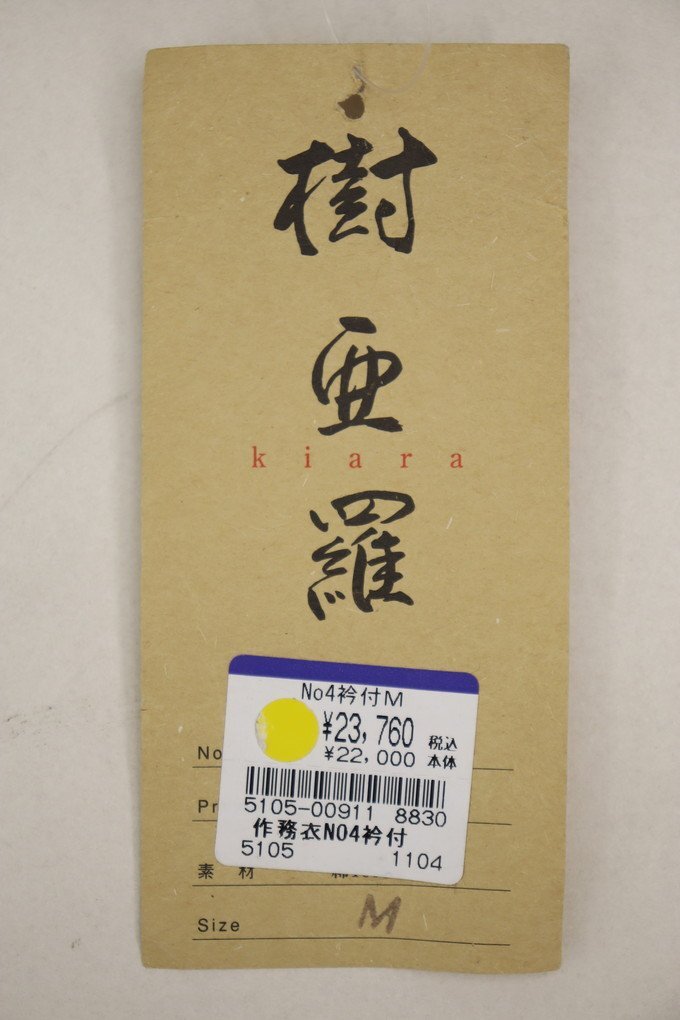 樹
亜
kiara
羅
No4衿付M
¥23,760 税込
¥22,000 本体
5105-00911 8830
作務衣NO4衿付
5105 1104
No
Pr
素 材
Size M